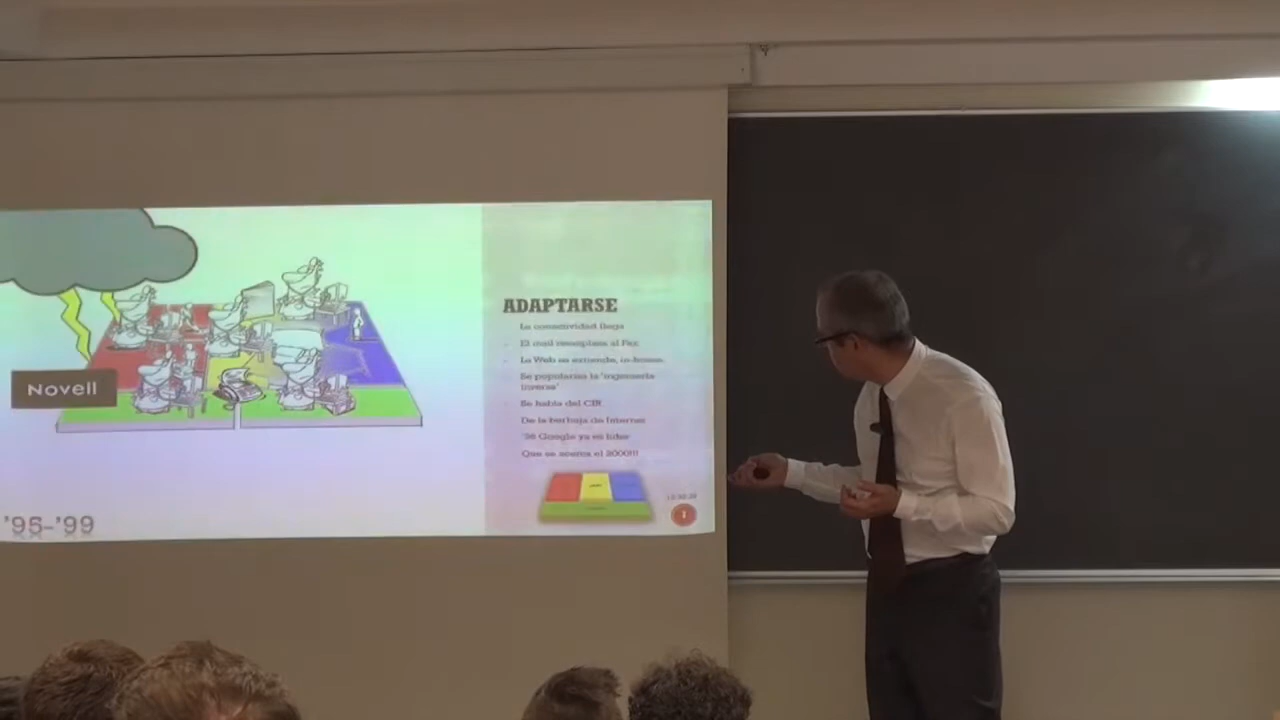 Novell
'95-'99
ADAPTARSE
La conectividad llega
El mail reemplaza al Fax
La Web se extiende, in-house
Se populariza la "ingeniería
inversa"
Se habla del CIR
De la burbuja de Internet
Google ya es líder
Que se acerca el 2000!!!